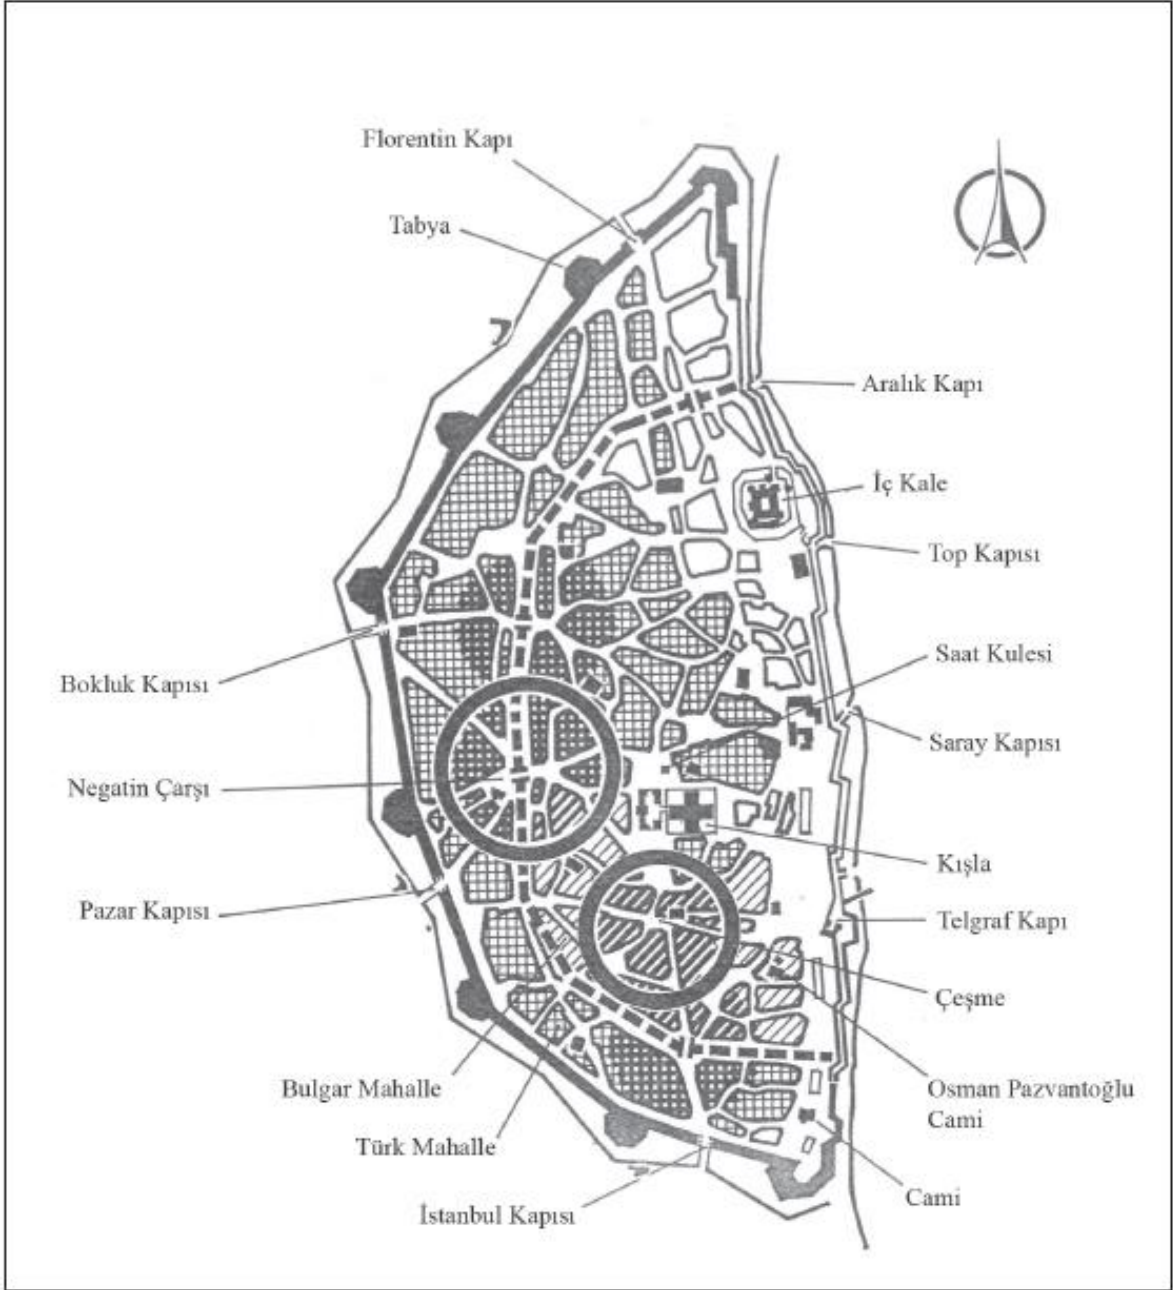 Florentin Kapı
Tabya
Aralık Kapı
İç Kale
Top Kapısı
Saat Kulesi
Bokluk Kapısı
Saray Kapısı
Negatin Çarşı
Kışla
Pazar Kapısı
Telgraf Kapı
Çeşme
Bulgar Mahalle
Osman Pazvantoğlu
Cami
Türk Mahalle
Cami
İstanbul Kapısı